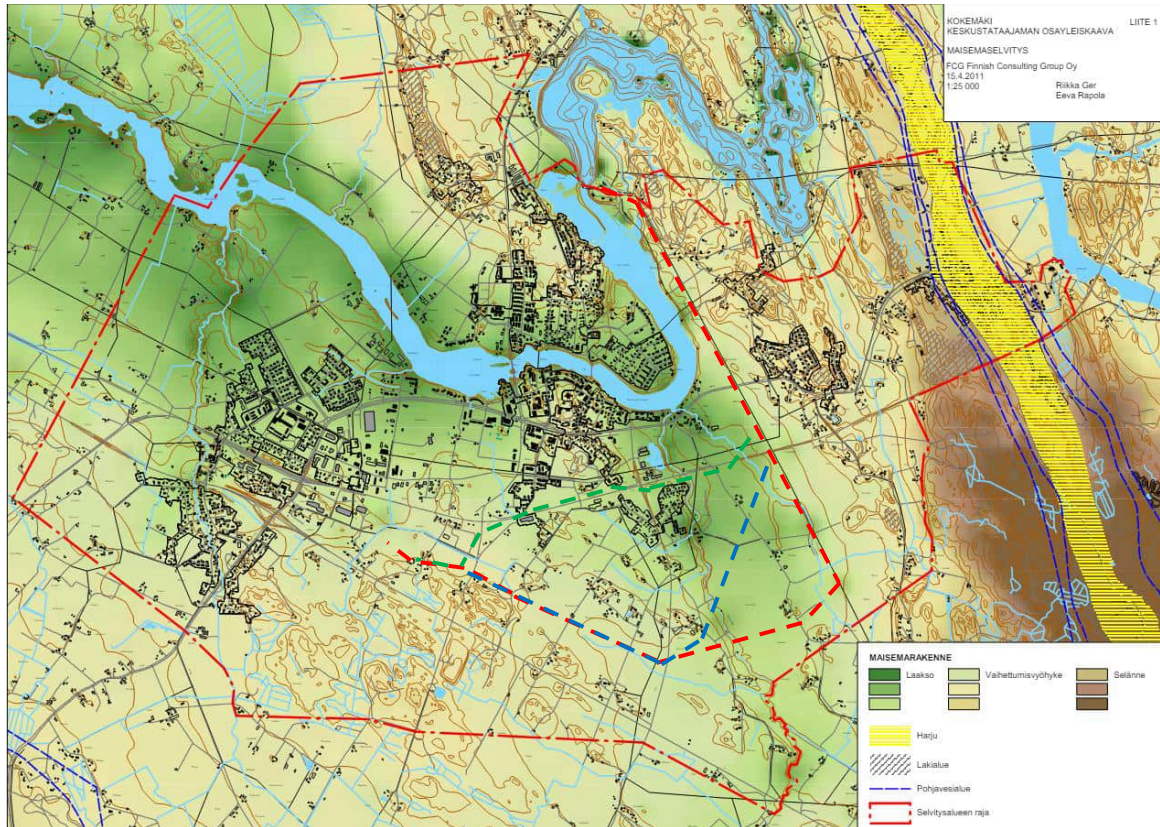 KOKEMÄKI LIITE 1
KESKUSTATAAJAMAN OSAYLEISKAAVA
MAISEMASELVITYS
FCG Finnish Consulting Group Oy
15.4.2011
1:25 000 Riikka Ger
Eeva Rapola
MAISEMARAKENNE
Laakso Vaihettumisvyöhyke Selänne
Harju
Lakialue
Pohjavesialue
Selvitysalueen raja